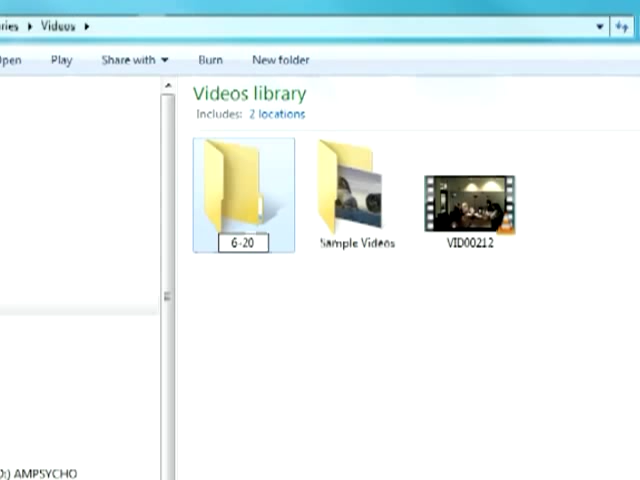 ries ▸ Videos ▸
Open Play Share with ▾ Burn New folder
Videos library
Includes: 2 locations
6-20 Sample Videos VID00212
D:) AMPSYCHO